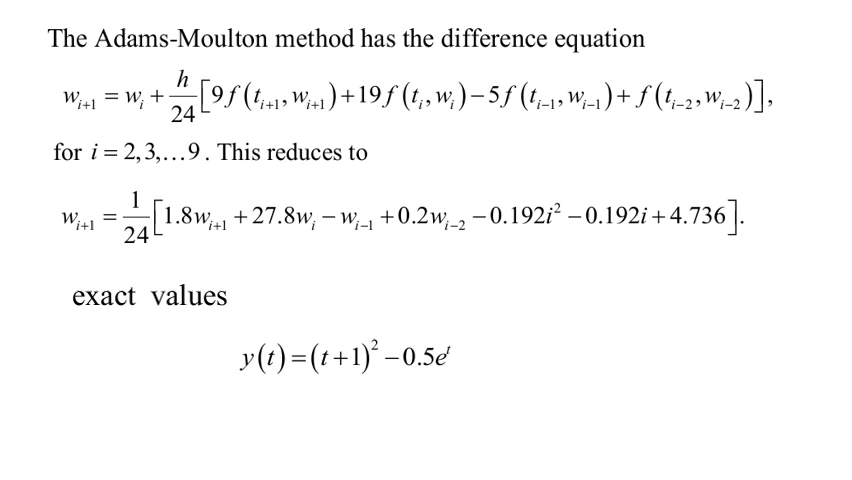 The Adams-Moulton method has the difference equation
w_{i+1} = w_i + \frac{h}{24}[9f(t_{i+1}, w_{i+1}) + 19f(t_i, w_i) − 5f(t_{i−1}, w_{i−1}) + f(t_{i−2}, w_{i−2})],
for i = 2,3,…9. This reduces to
w_{i+1} = \frac{1}{24}[1.8w_{i+1} + 27.8w_i − w_{i−1} + 0.2w_{i−2} − 0.192i² − 0.192i + 4.736].
exact values
y(t) = (t+1)² − 0.5e^t